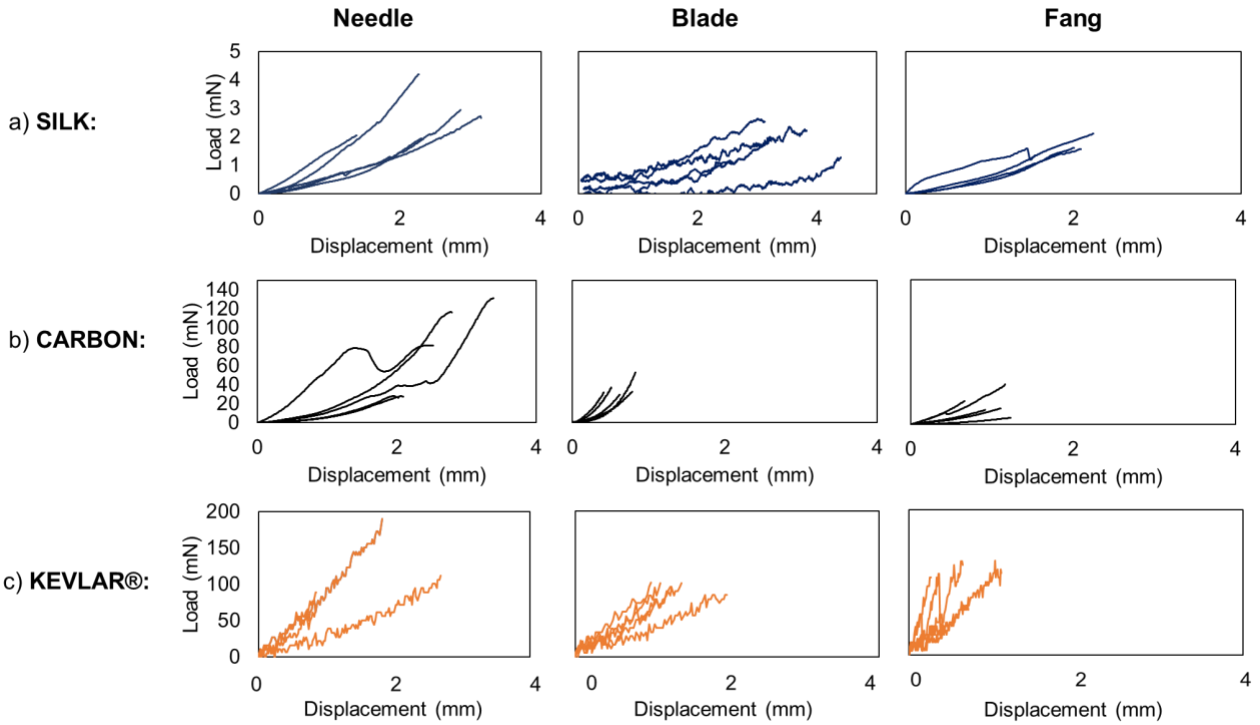 Needle Blade Fang
a) SILK:
Load (mN)
5
4
3
2
1
0
0 2 4
Displacement (mm)
0 2 4
Displacement (mm)
0 2 4
Displacement (mm)
b) CARBON:
Load (mN)
140
120
100
80
60
40
20
0
0 2 4
Displacement (mm)
0 2 4
Displacement (mm)
0 2 4
Displacement (mm)
c) KEVLAR®:
Load (mN)
200
150
100
50
0
0 2 4
Displacement (mm)
0 2 4
Displacement (mm)
0 2 4
Displacement (mm)